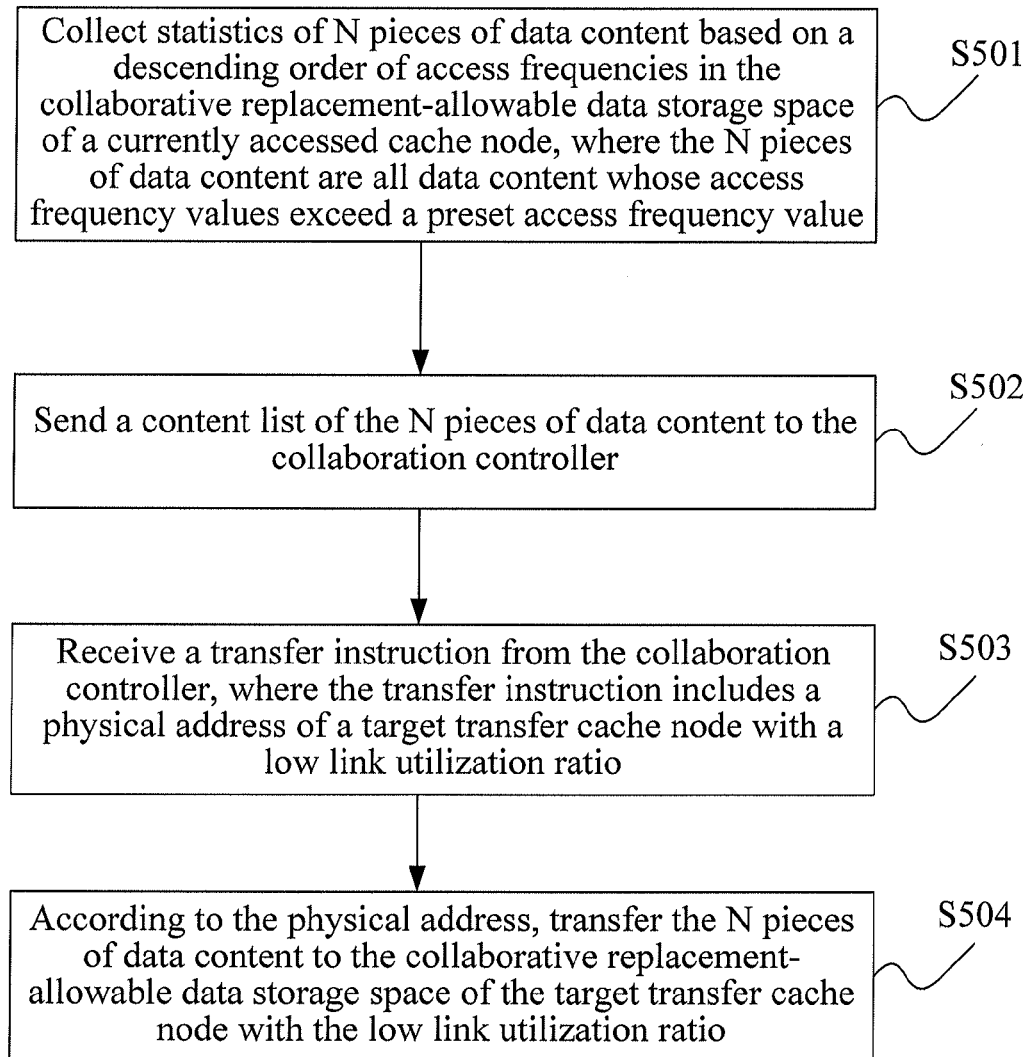 Collect statistics of N pieces of data content based on a
descending order of access frequencies in the
collaborative replacement-allowable data storage space
of a currently accessed cache node, where the N pieces
of data content are all data content whose access
frequency values exceed a preset access frequency value
S501
Send a content list of the N pieces of data content to the
collaboration controller
S502
Receive a transfer instruction from the collaboration
controller, where the transfer instruction includes a
physical address of a target transfer cache node with a
low link utilization ratio
S503
According to the physical address, transfer the N pieces
of data content to the collaborative replacement-
allowable data storage space of the target transfer cache
node with the low link utilization ratio
S504